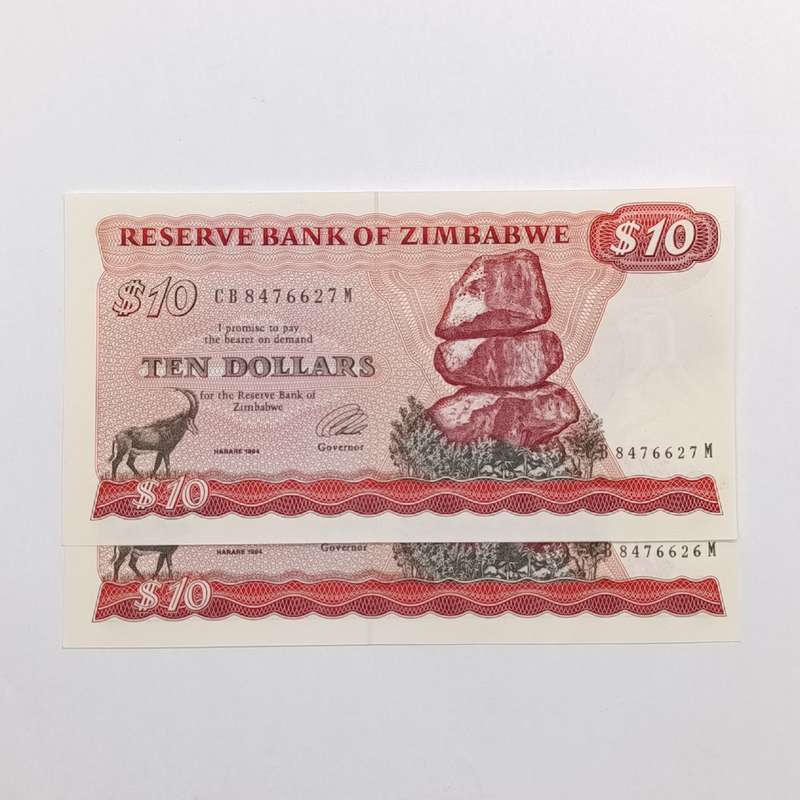 RESERVE BANK OF ZIMBABWE
$10
$10 CB8476627M
I promise to pay
the bearer on demand
TEN DOLLARS
for the Reserve Bank of
Zimbabwe
HARARE 1994
Governor
CB8476627M
$10
HARARE 1994
Governor
CB8476626M
$10